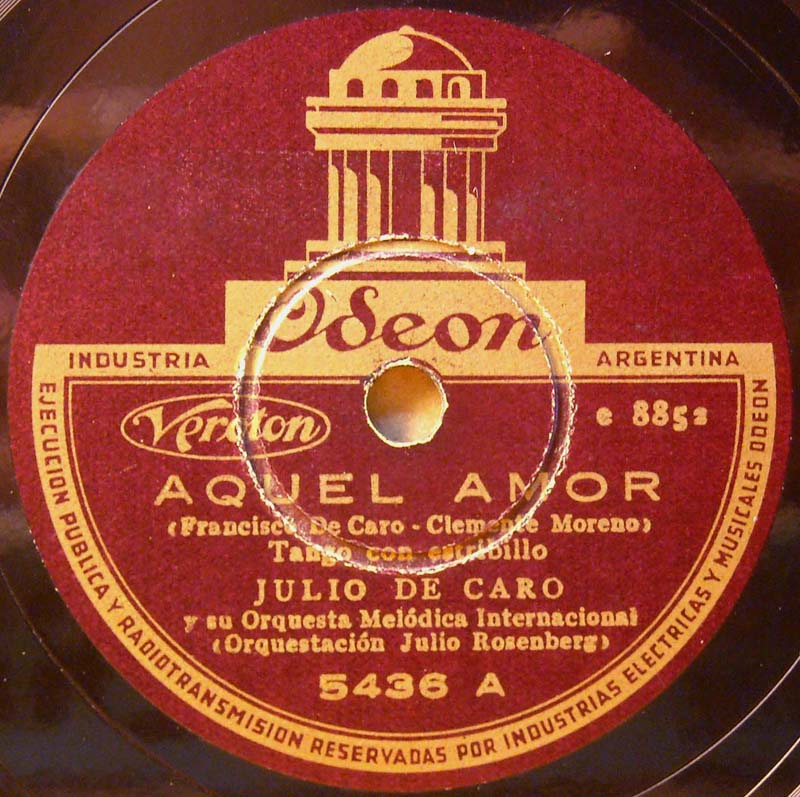 Odeon
INDUSTRIA ARGENTINA
Veroton e 8852
AQUEL AMOR
(Francisco De Caro - Clemente Moreno)
Tango con estribillo
JULIO DE CARO
y su Orquesta Melódica Internacional
(Orquestación Julio Rosenberg)
5436 A
EJECUCION PUBLICA Y RADIOTRANSMISION RESERVADAS POR INDUSTRIAS ELECTRICAS Y MUSICALES ODEON